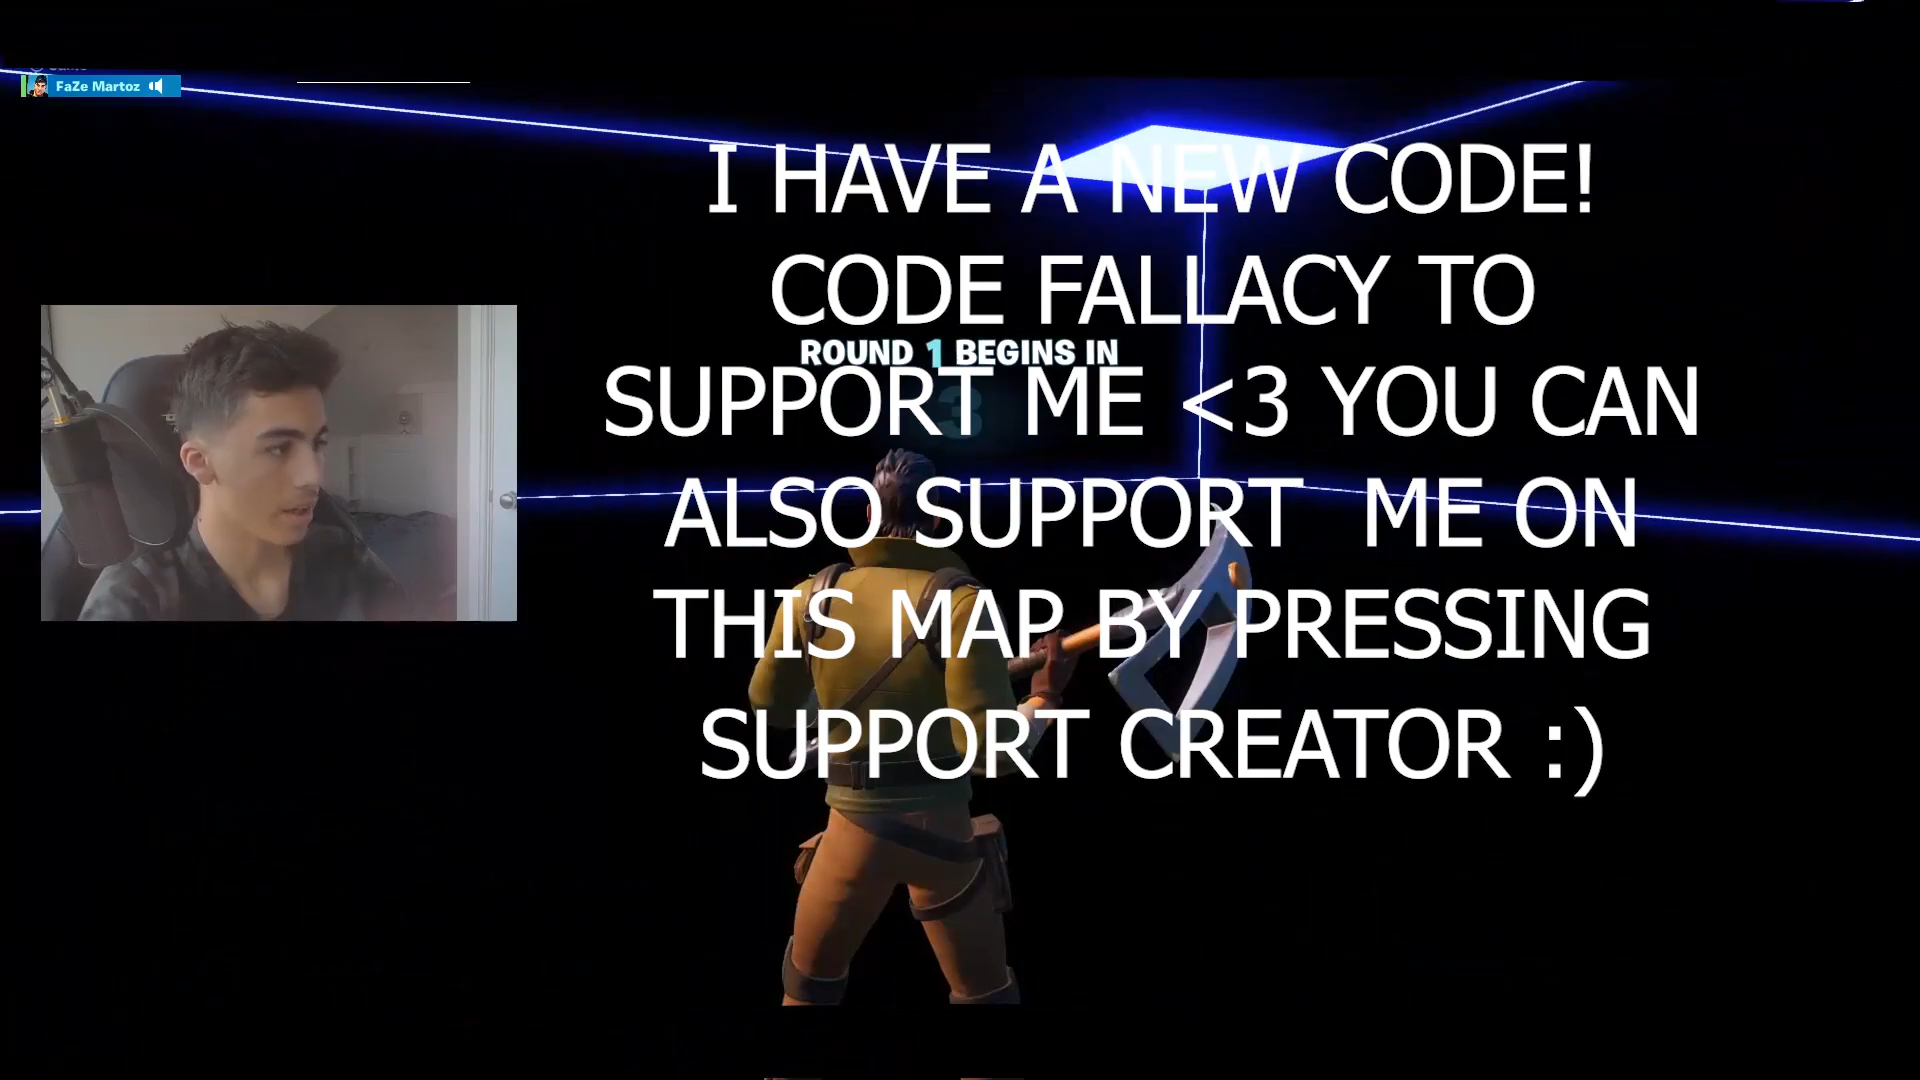 FaZe Martoz
I HAVE A NEW CODE!
CODE FALLACY TO
ROUND 1 BEGINS IN
3
SUPPORT ME <3 YOU CAN
ALSO SUPPORT ME ON
THIS MAP BY PRESSING
SUPPORT CREATOR :)